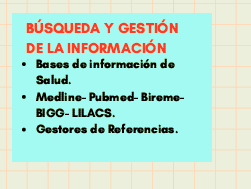 BÚSQUEDA Y GESTIÓN
DE LA INFORMACIÓN
• Bases de información de
Salud.
• Medline- Pubmed- Bireme-
BIGG- LILACS.
• Gestores de Referencias.